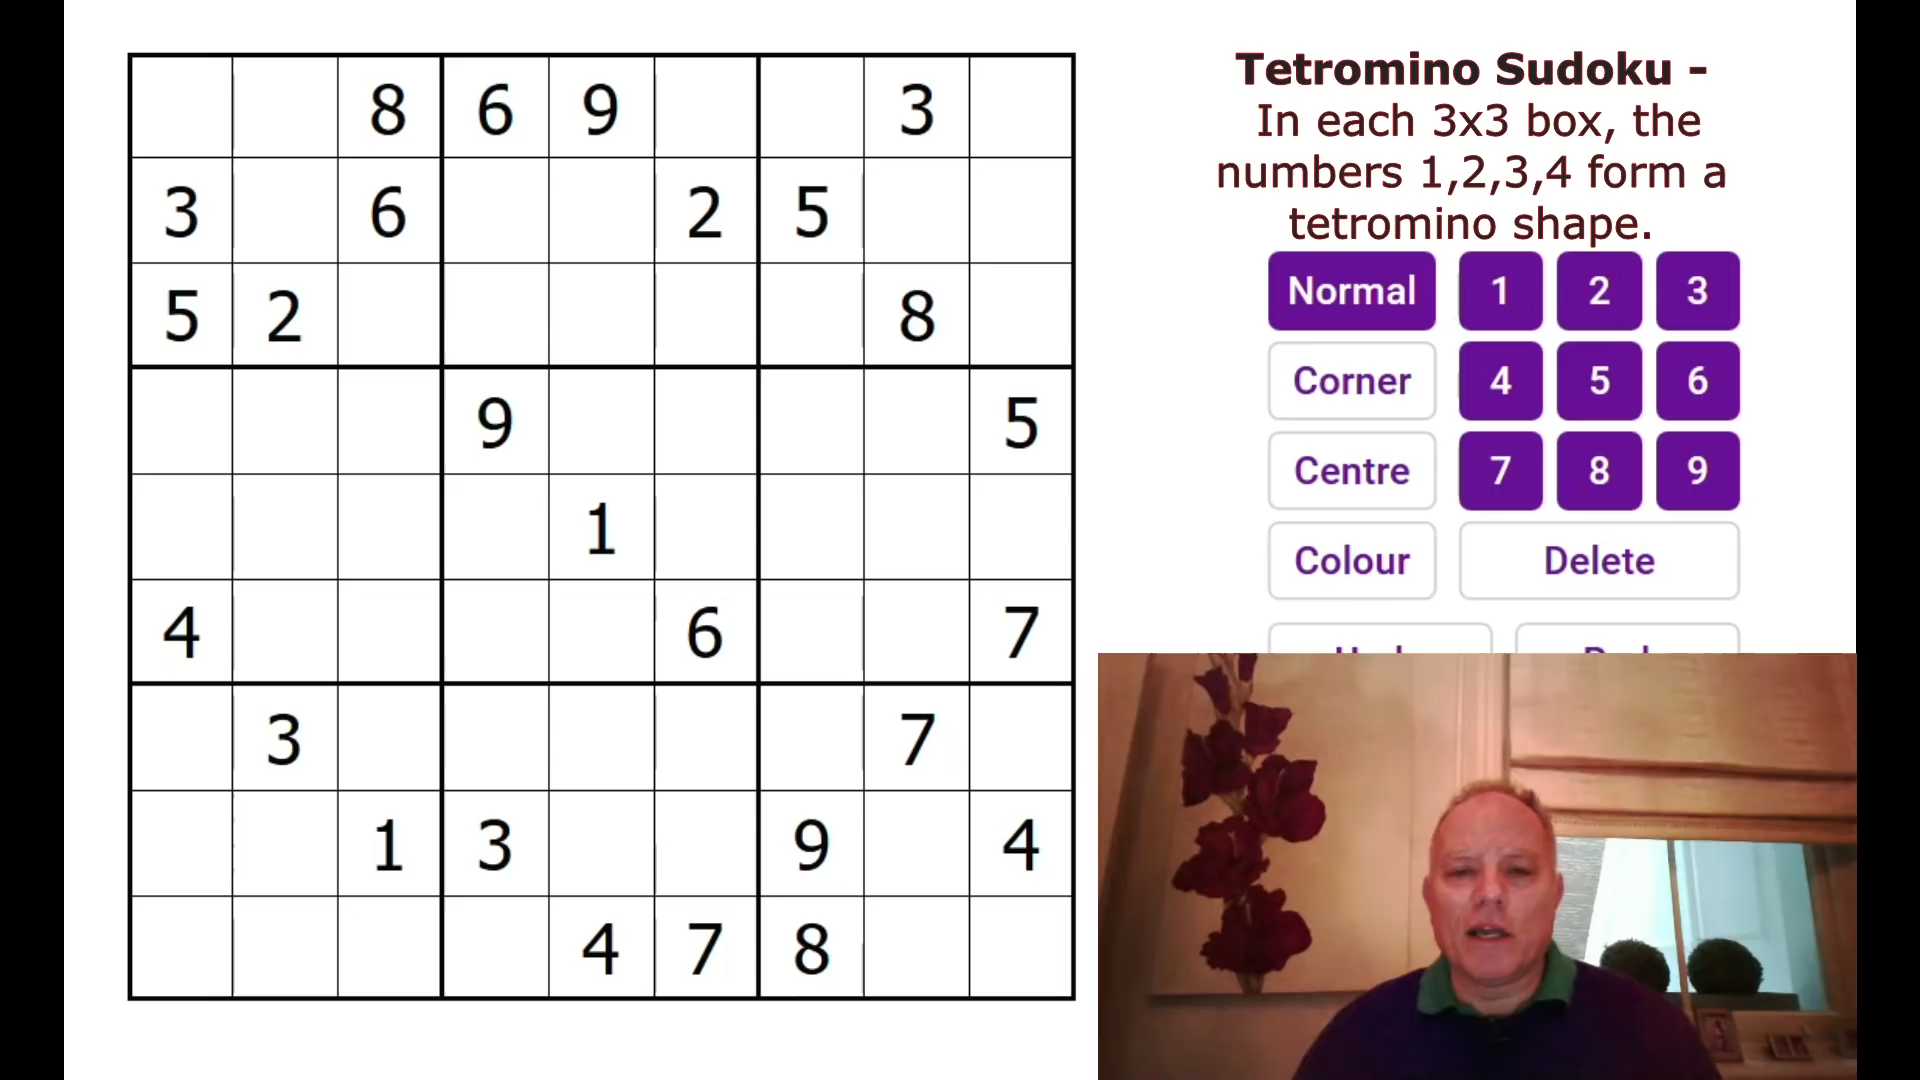 8 6 9 3
3 6 2 5
5 2 8
9 5
1
4 6 7
3 7
1 3 9 4
4 7 8
Tetromino Sudoku -
In each 3x3 box, the
numbers 1,2,3,4 form a
tetromino shape.
Normal 1 2 3
Corner 4 5 6
Centre 7 8 9
Colour Delete